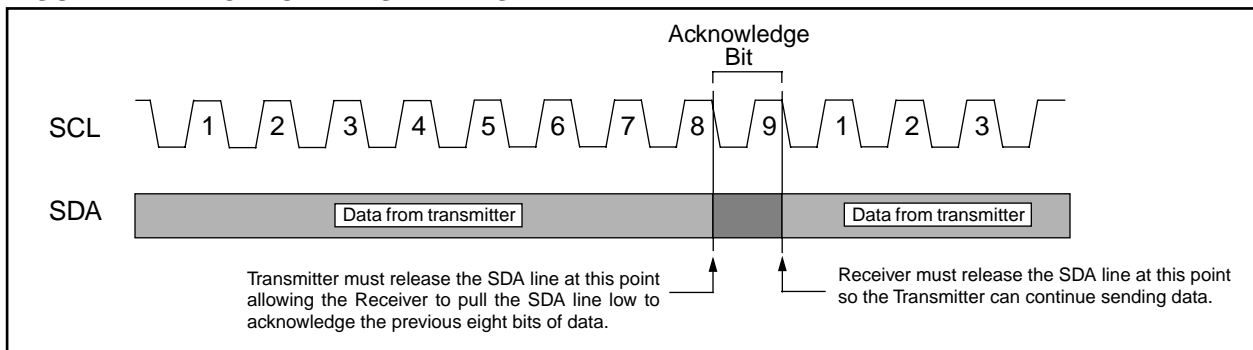 Acknowledge
Bit
SCL
1 2 3 4 5 6 7 8 9 1 2 3
SDA
Data from transmitter
Data from transmitter
Transmitter must release the SDA line at this point
allowing the Receiver to pull the SDA line low to
acknowledge the previous eight bits of data.
Receiver must release the SDA line at this point
so the Transmitter can continue sending data.